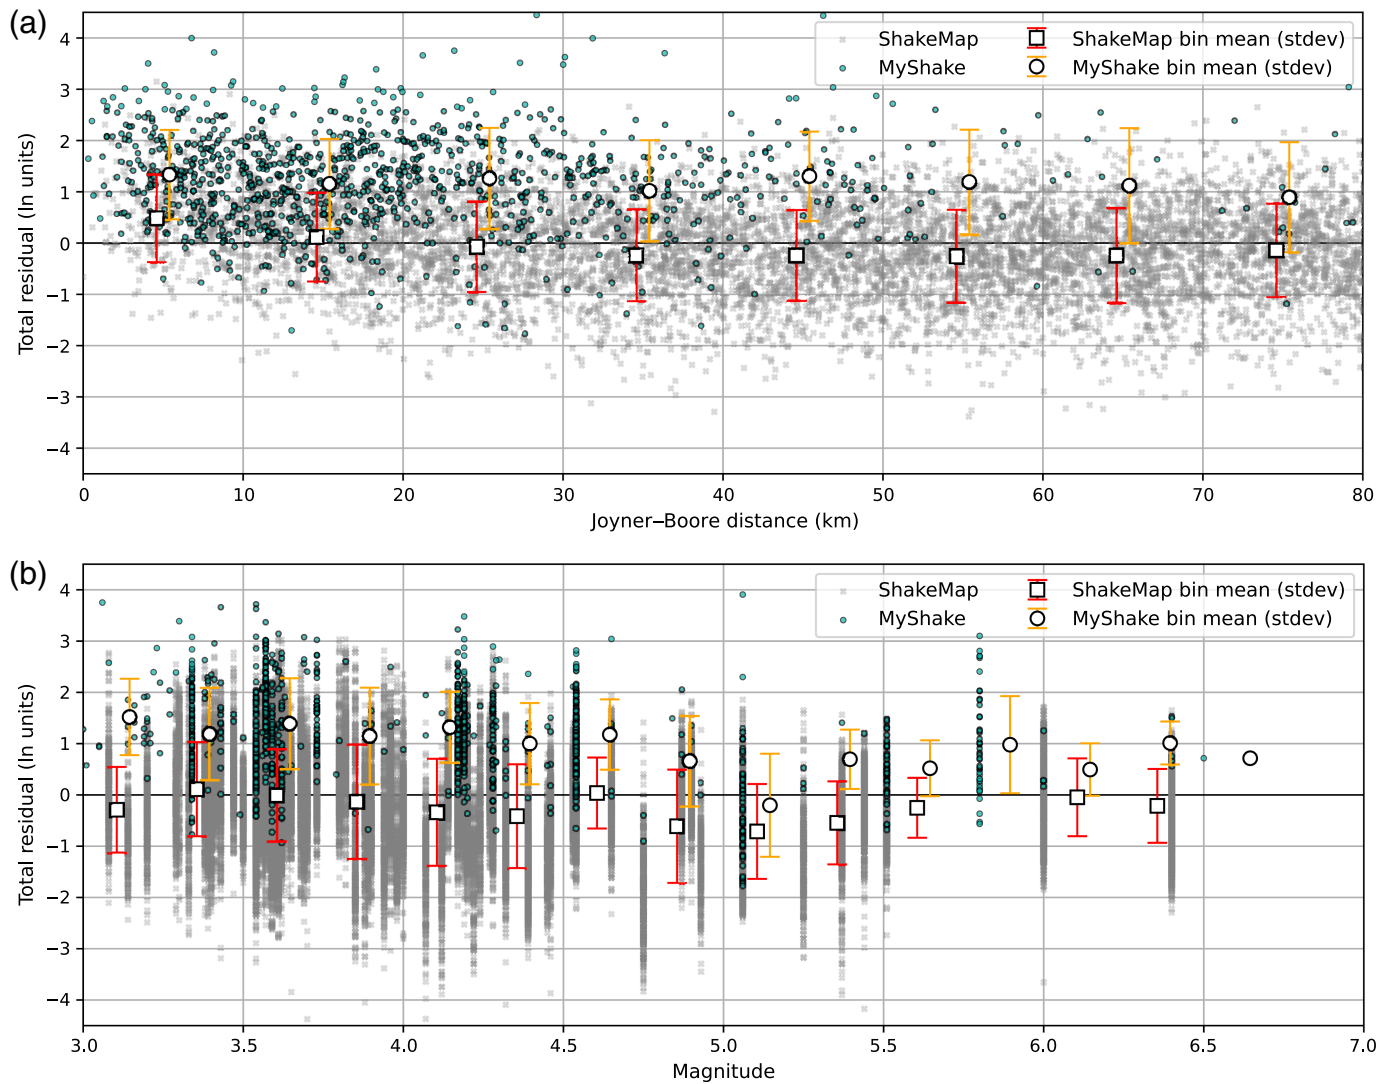 (a)
Total residual (ln units)
4
3
2
1
0
−1
−2
−3
−4
ShakeMap
MyShake
ShakeMap bin mean (stdev)
MyShake bin mean (stdev)
0 10 20 30 40 50 60 70 80
Joyner−Boore distance (km)
(b)
Total residual (ln units)
4
3
2
1
0
−1
−2
−3
−4
ShakeMap
MyShake
ShakeMap bin mean (stdev)
MyShake bin mean (stdev)
3.0 3.5 4.0 4.5 5.0 5.5 6.0 6.5 7.0
Magnitude